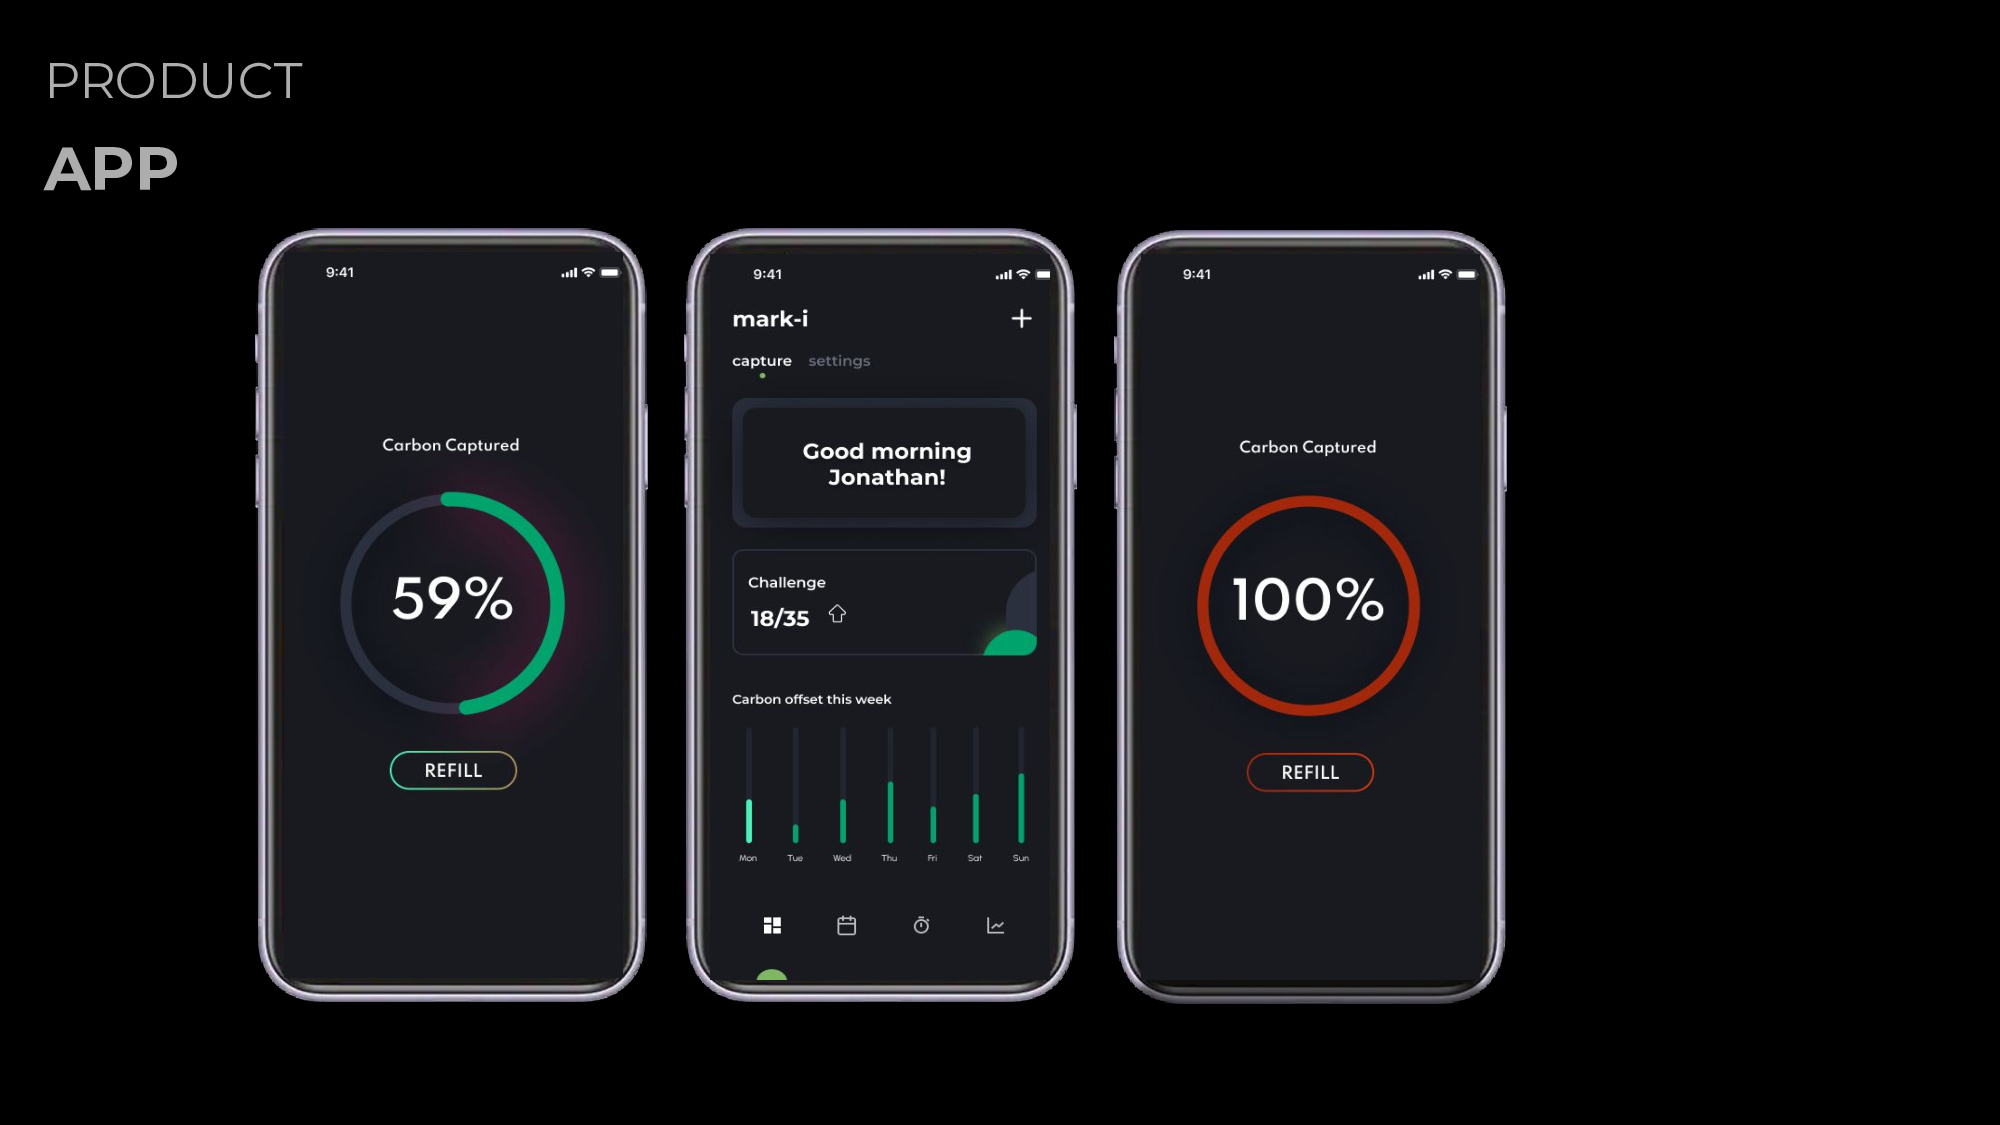 PRODUCT
APP
9:41
Carbon Captured
59%
REFILL
9:41
mark-i
capture settings
Good morning
Jonathan!
Challenge
18/35
Carbon offset this week
Mon Tue Wed Thu Fri Sat Sun
9:41
Carbon Captured
100%
REFILL